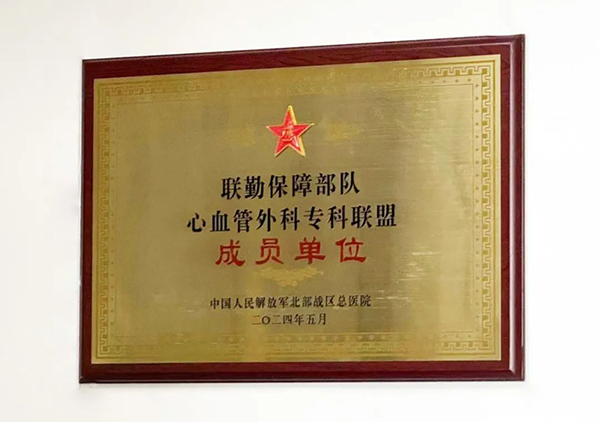 八一
联勤保障部队
心血管外科专科联盟
成员单位
中国人民解放军北部战区总医院
二〇二四年五月